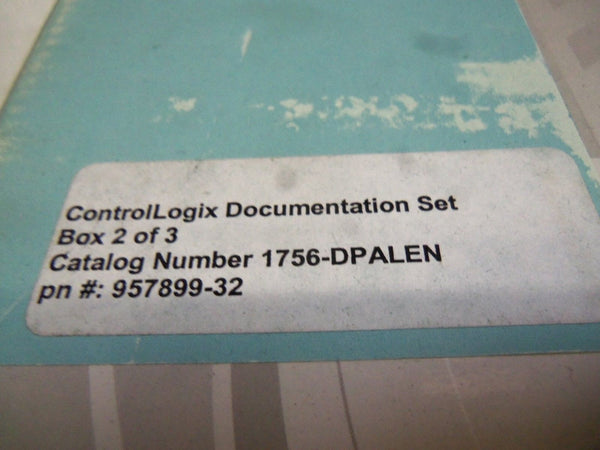 ControlLogix Documentation Set
Box 2 of 3
Catalog Number 1756-DPALEN
pn #: 957899-32